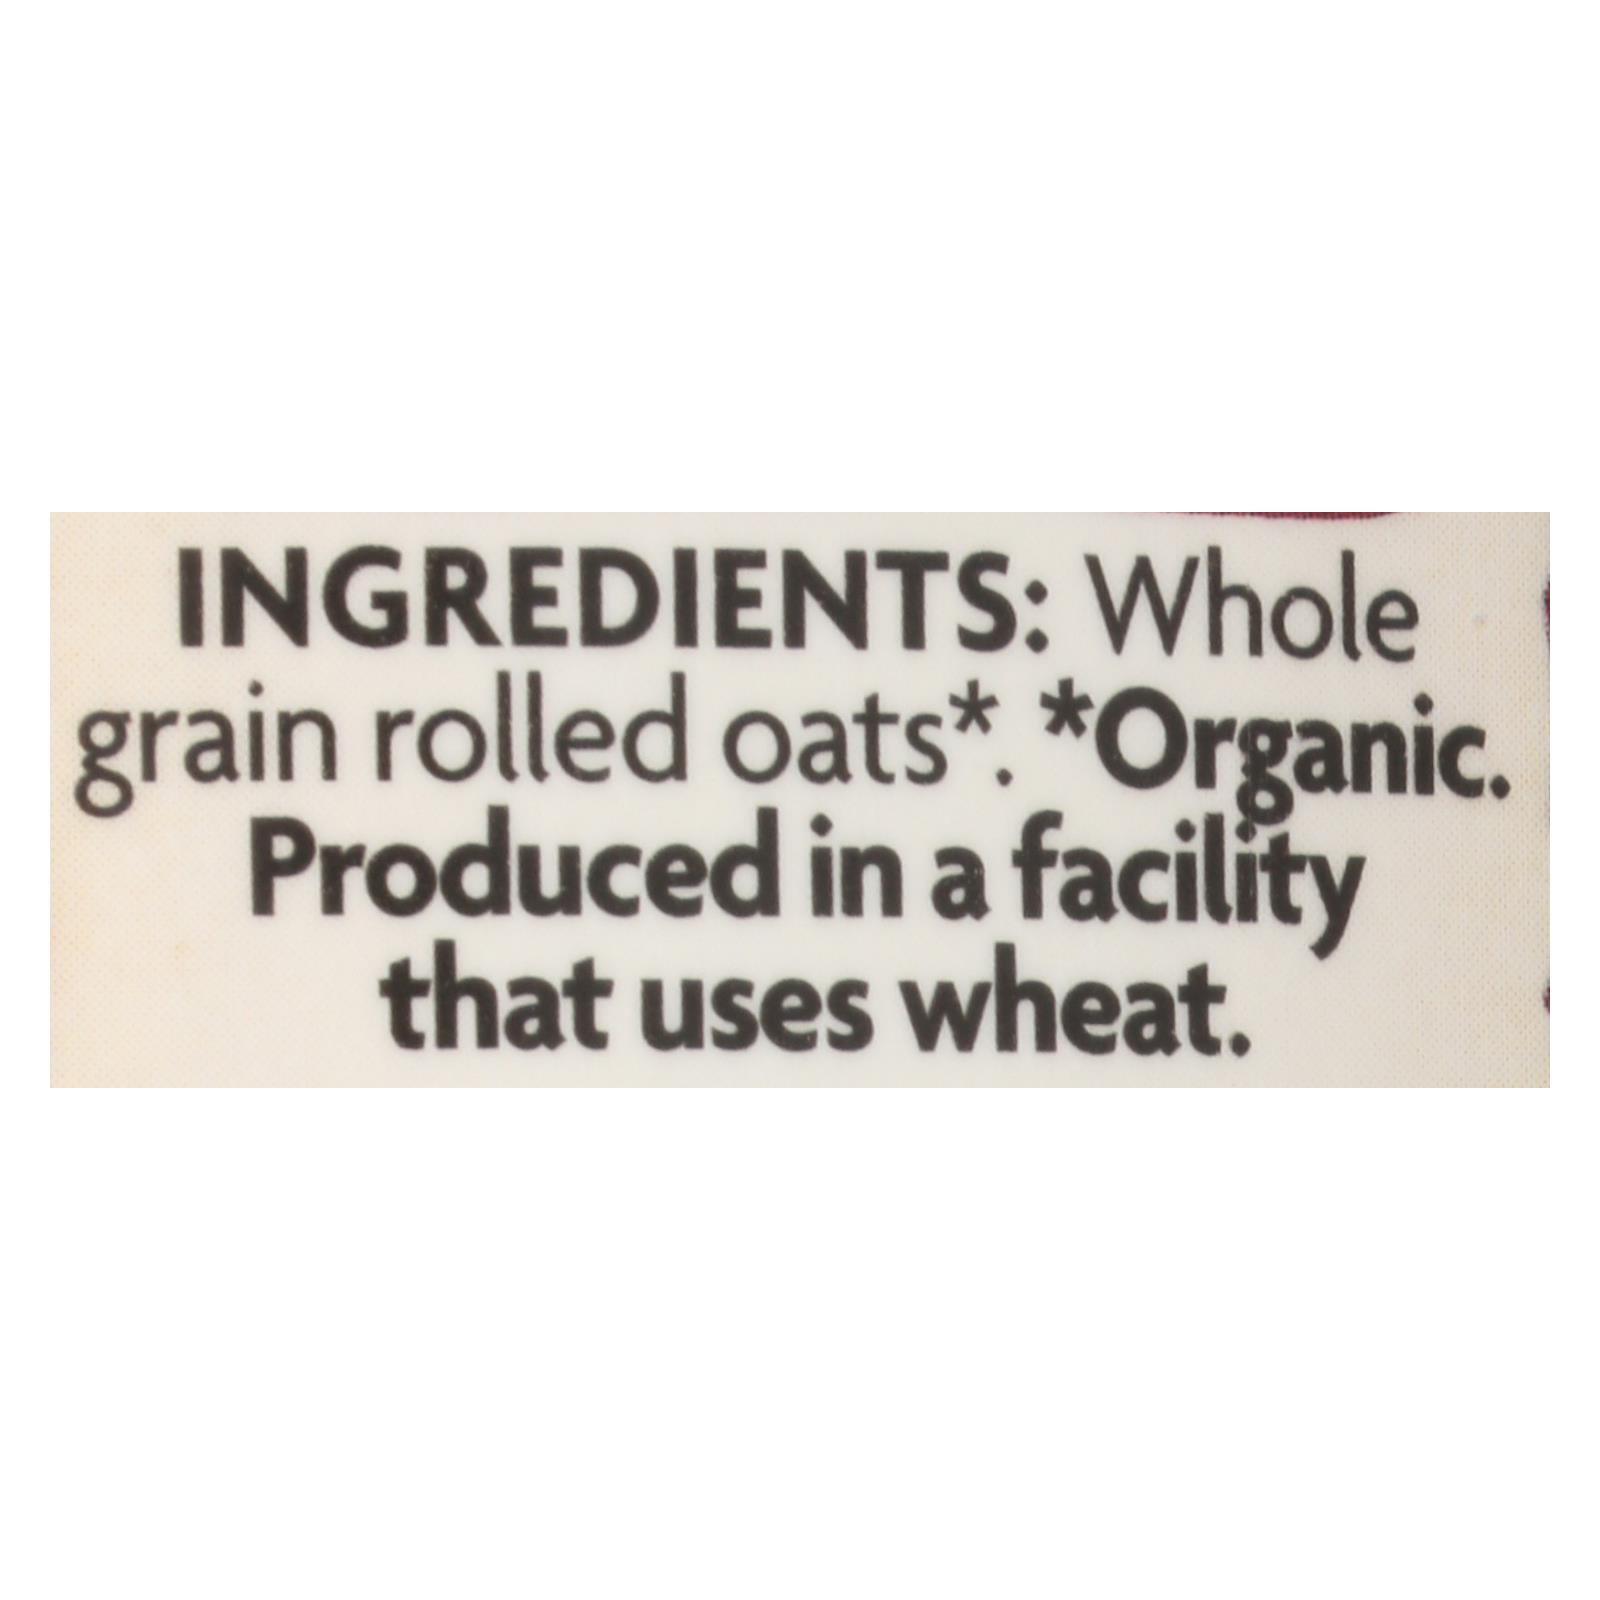 INGREDIENTS: Whole
grain rolled oats*. *Organic.
Produced in a facility
that uses wheat.